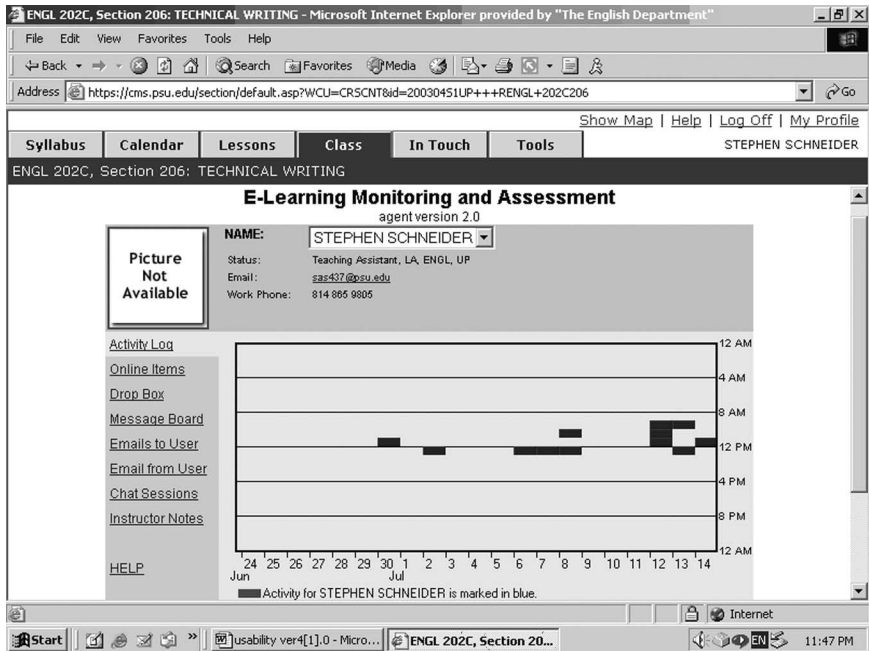 ENGL 202C, Section 206: TECHNICAL WRITING - Microsoft Internet Explorer provided by "The English Department"
File Edit View Favorites Tools Help
Back Search Favorites Media
Address https://cms.psu.edu/section/default.asp?WCU=CRSCNT&id=200304S1UP+++RENGL+202C206 Go
Show Map | Help | Log Off | My Profile
Syllabus Calendar Lessons Class In Touch Tools STEPHEN SCHNEIDER
ENGL 202C, Section 206: TECHNICAL WRITING
E-Learning Monitoring and Assessment
agent version 2.0
Picture
Not
Available
NAME: STEPHEN SCHNEIDER
Status: Teaching Assistant, LA, ENGL, UP
Email: sas437@psu.edu
Work Phone: 814 865 9805
Activity Log
Online Items
Drop Box
Message Board
Emails to User
Email from User
Chat Sessions
Instructor Notes
HELP
12 AM
4 AM
8 AM
12 PM
4 PM
8 PM
12 AM
24 25 26 27 28 29 30 1 2 3 4 5 6 7 8 9 10 11 12 13 14
Jun Jul
Activity for STEPHEN SCHNEIDER is marked in blue.
Internet
Start » usability ver4[1].0 - Micro... ENGL 202C, Section 20... EN 11:47 PM